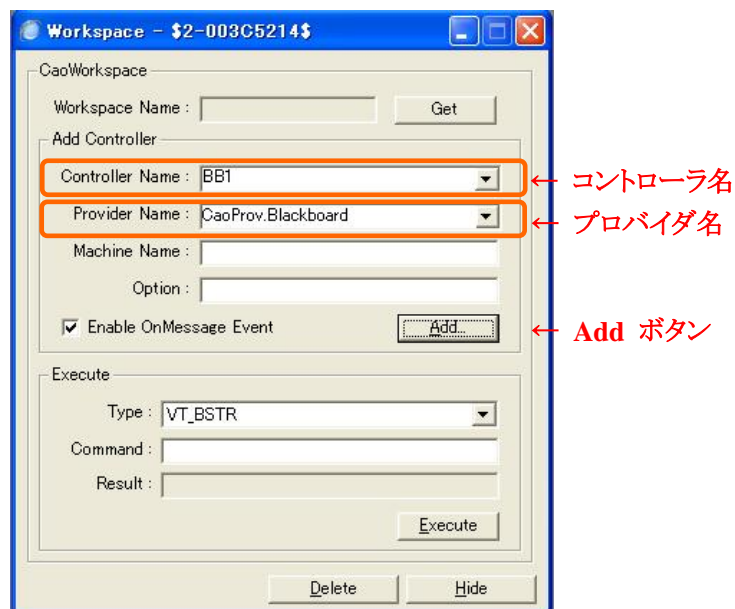 Workspace - $2-003C5214$
CaoWorkspace
Workspace Name :
Get
Add Controller
Controller Name : BB1
← コントローラ名
Provider Name : CaoProv.Blackboard
← プロバイダ名
Machine Name :
Option :
Enable OnMessage Event
Add...
← Add ボタン
Execute
Type : VT_BSTR
Command :
Result :
Execute
Delete
Hide